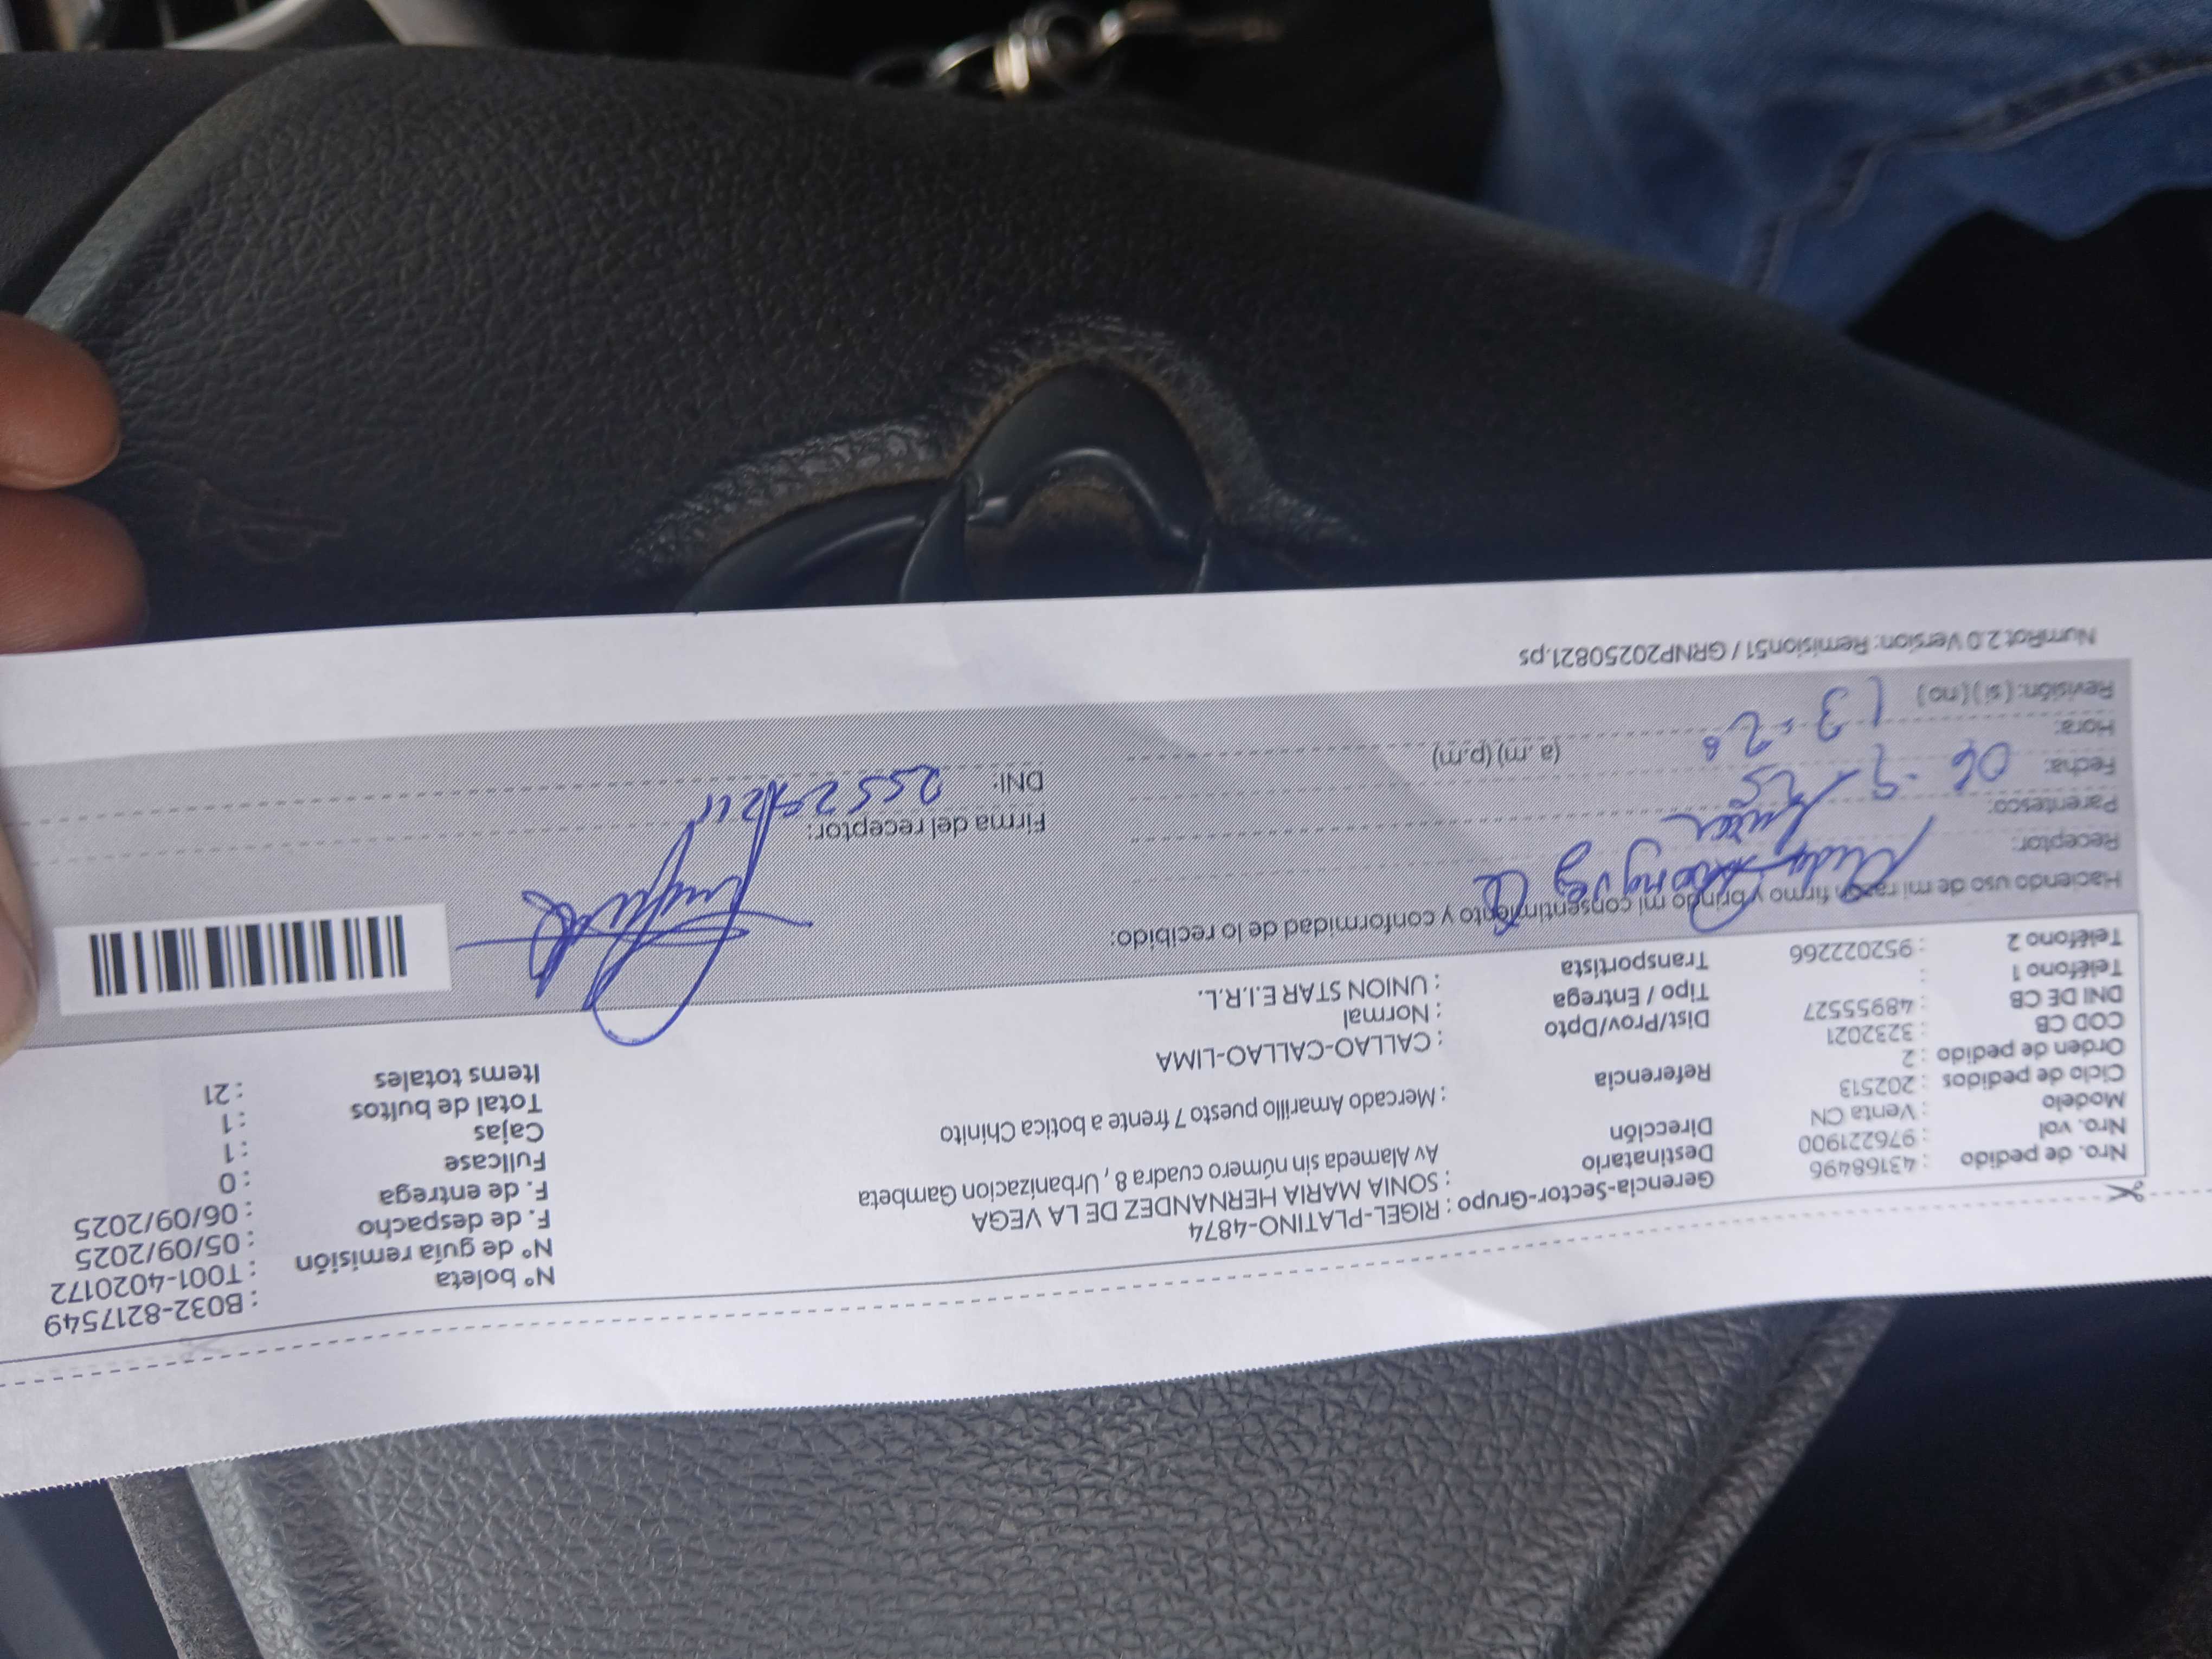 Nº boleta : B032-8217549
Nº de guía remisión : T001-4020172
F. de despacho : 05/09/2025
F. de entrega : 06/09/2025
Fullcase : 0
Cajas : 1
Total de bultos : 1
Items totales : 21
Gerencia-Sector-Grupo : RIGEL-PLATINO-4874
Destinatario : SONIA MARIA HERNANDEZ DE LA VEGA
Dirección Av Alameda sin número cuadra 8 , Urbanizacion Gambeta
Referencia : Mercado Amarillo puesto 7 frente a botica Chinito
Dist/Prov/Dpto : CALLAO-CALLAO-LIMA
Tipo / Entrega : Normal
Transportista : UNION STAR E.I.R.L.
Nro. de pedido : 43168496
Nro. vol : 976221900
Modelo : Venta CN
Ciclo de pedidos : 202513
Orden de pedido : 2
COD CB : 3232021
DNI DE CB : 48955527
Teléfono 1 :
Teléfono 2 : 952022266
Haciendo uso de mi razón firmo y brindo mi consentimiento y conformidad de lo recibido:
Receptor:
Parentesco:
Fecha: 06-9-25
Hora: 13:20 (a. m) (p.m)
Revisión: ( si ) ( no )
Firma del receptor:
DNI:
NumRot 2.0 Versión: Remision51 / GRNP20250821.ps